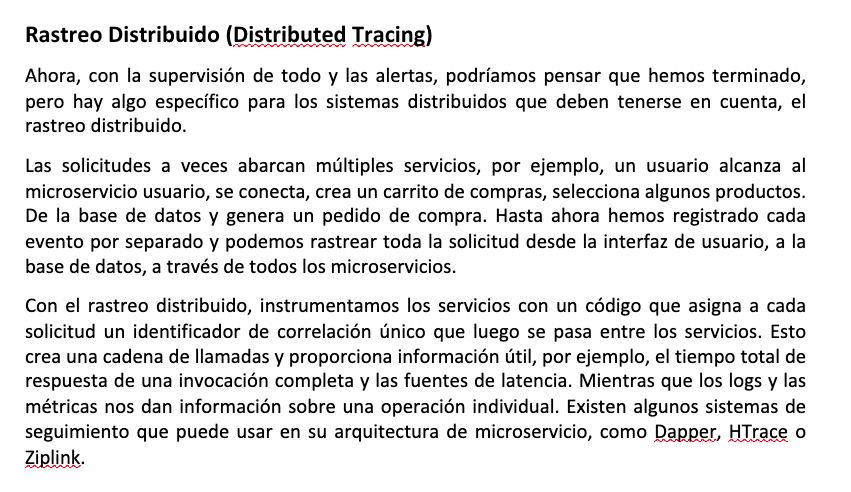 Rastreo Distribuido (Distributed Tracing)
Ahora, con la supervisión de todo y las alertas, podríamos pensar que hemos terminado,
pero hay algo específico para los sistemas distribuidos que deben tenerse en cuenta, el
rastreo distribuido.
Las solicitudes a veces abarcan múltiples servicios, por ejemplo, un usuario alcanza al
microservicio usuario, se conecta, crea un carrito de compras, selecciona algunos productos.
De la base de datos y genera un pedido de compra. Hasta ahora hemos registrado cada
evento por separado y podemos rastrear toda la solicitud desde la interfaz de usuario, a la
base de datos, a través de todos los microservicios.
Con el rastreo distribuido, instrumentamos los servicios con un código que asigna a cada
solicitud un identificador de correlación único que luego se pasa entre los servicios. Esto
crea una cadena de llamadas y proporciona información útil, por ejemplo, el tiempo total de
respuesta de una invocación completa y las fuentes de latencia. Mientras que los logs y las
métricas nos dan información sobre una operación individual. Existen algunos sistemas de
seguimiento que puede usar en su arquitectura de microservicio, como Dapper, HTrace o
Ziplink.